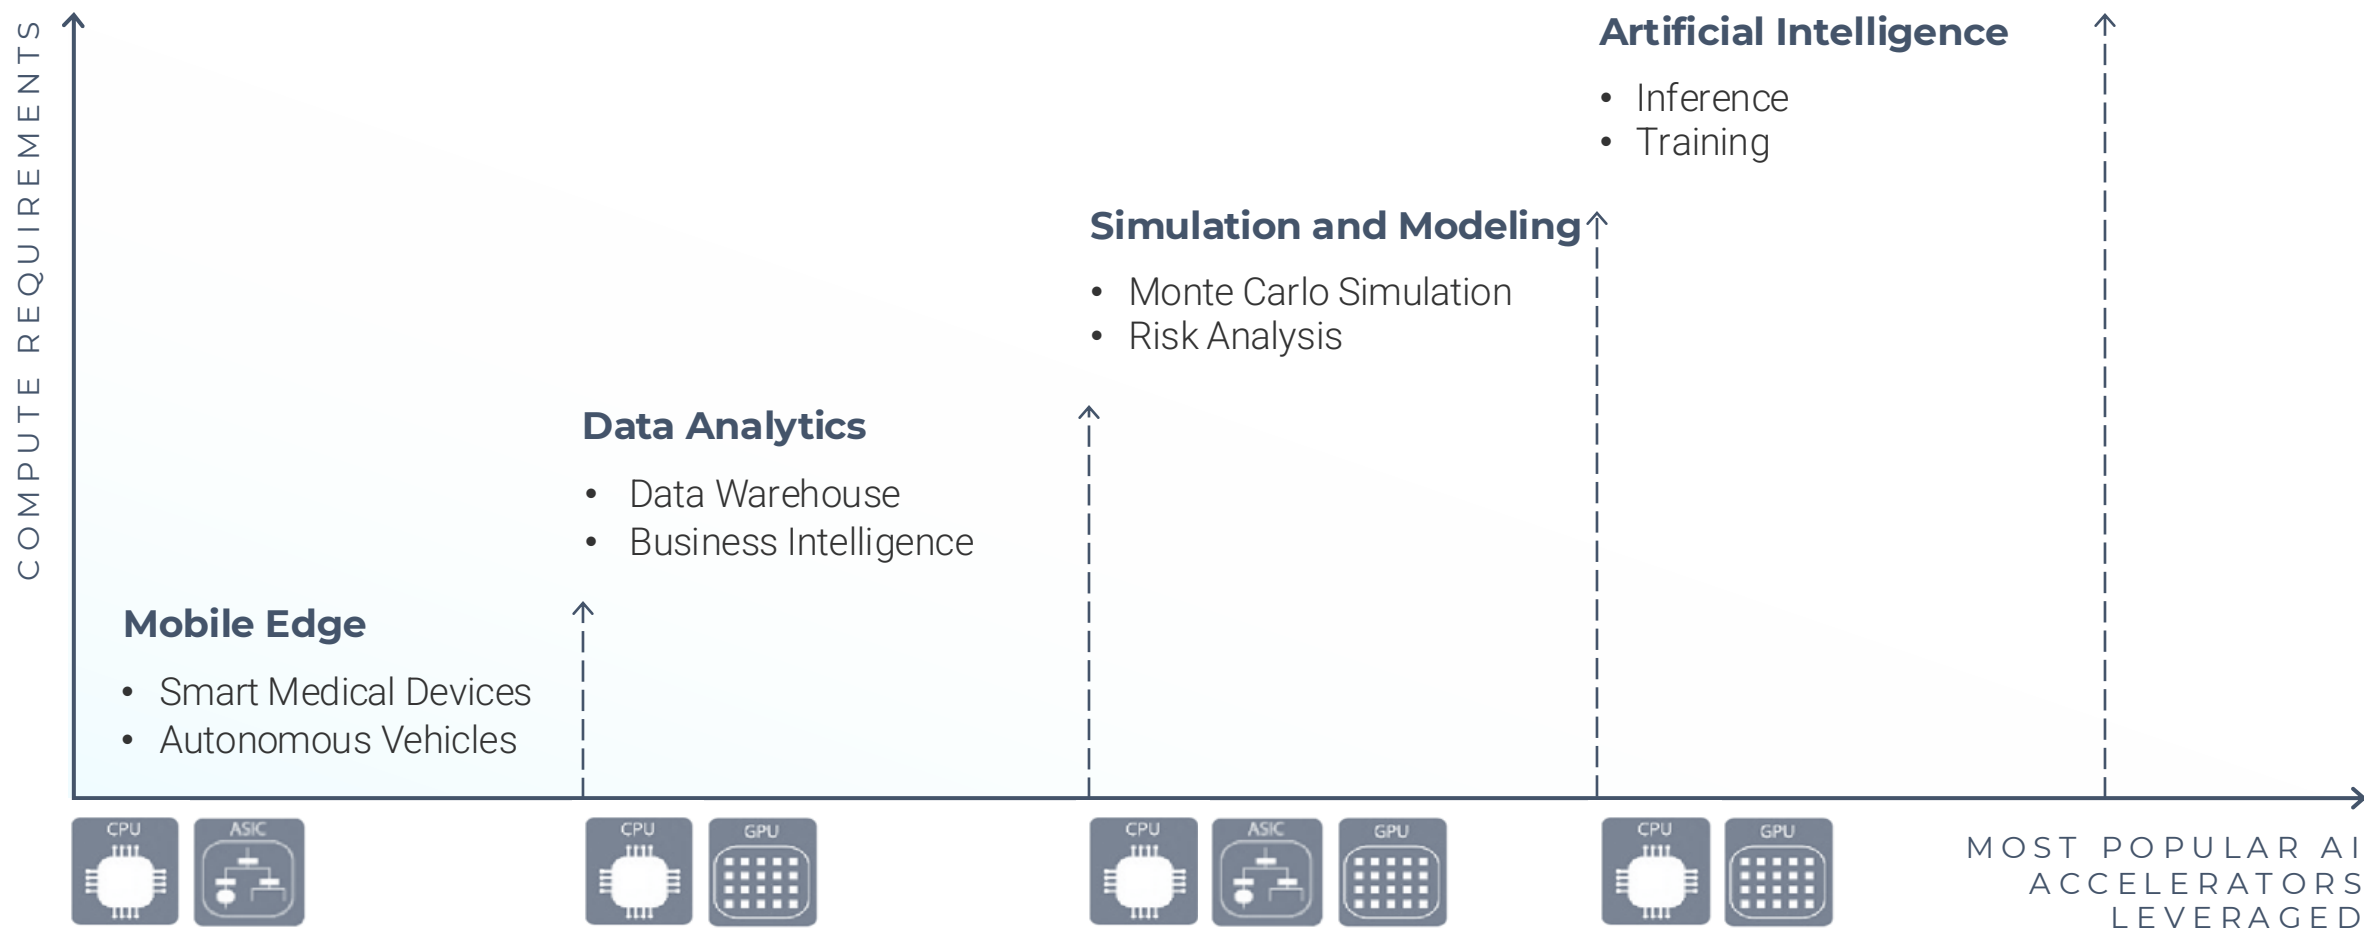 COMPUTE REQUIREMENTS
Artificial Intelligence
• Inference
• Training
Simulation and Modeling
• Monte Carlo Simulation
• Risk Analysis
Data Analytics
• Data Warehouse
• Business Intelligence
Mobile Edge
• Smart Medical Devices
• Autonomous Vehicles
CPU ASIC CPU GPU CPU ASIC GPU CPU GPU
MOST POPULAR AI
ACCELERATORS
LEVERAGED